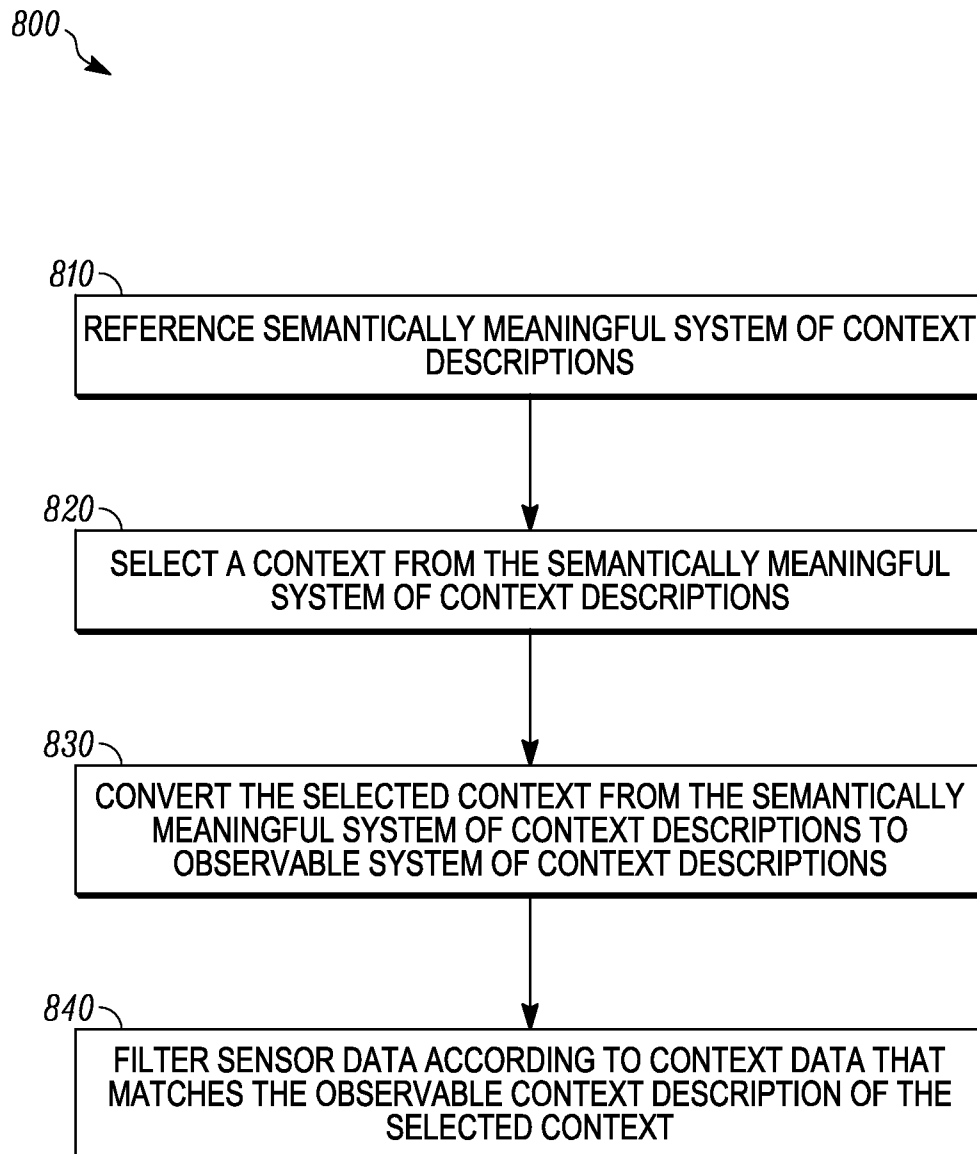 800
810
REFERENCE SEMANTICALLY MEANINGFUL SYSTEM OF CONTEXT
DESCRIPTIONS
820
SELECT A CONTEXT FROM THE SEMANTICALLY MEANINGFUL
SYSTEM OF CONTEXT DESCRIPTIONS
830
CONVERT THE SELECTED CONTEXT FROM THE SEMANTICALLY
MEANINGFUL SYSTEM OF CONTEXT DESCRIPTIONS TO
OBSERVABLE SYSTEM OF CONTEXT DESCRIPTIONS
840
FILTER SENSOR DATA ACCORDING TO CONTEXT DATA THAT
MATCHES THE OBSERVABLE CONTEXT DESCRIPTION OF THE
SELECTED CONTEXT